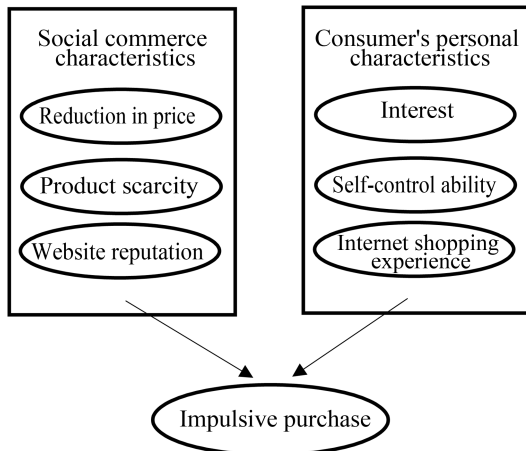 Social commerce
characteristics
Reduction in price
Product scarcity
Website reputation
Consumer's personal
characteristics
Interest
Self-control ability
Internet shopping
experience
Impulsive purchase